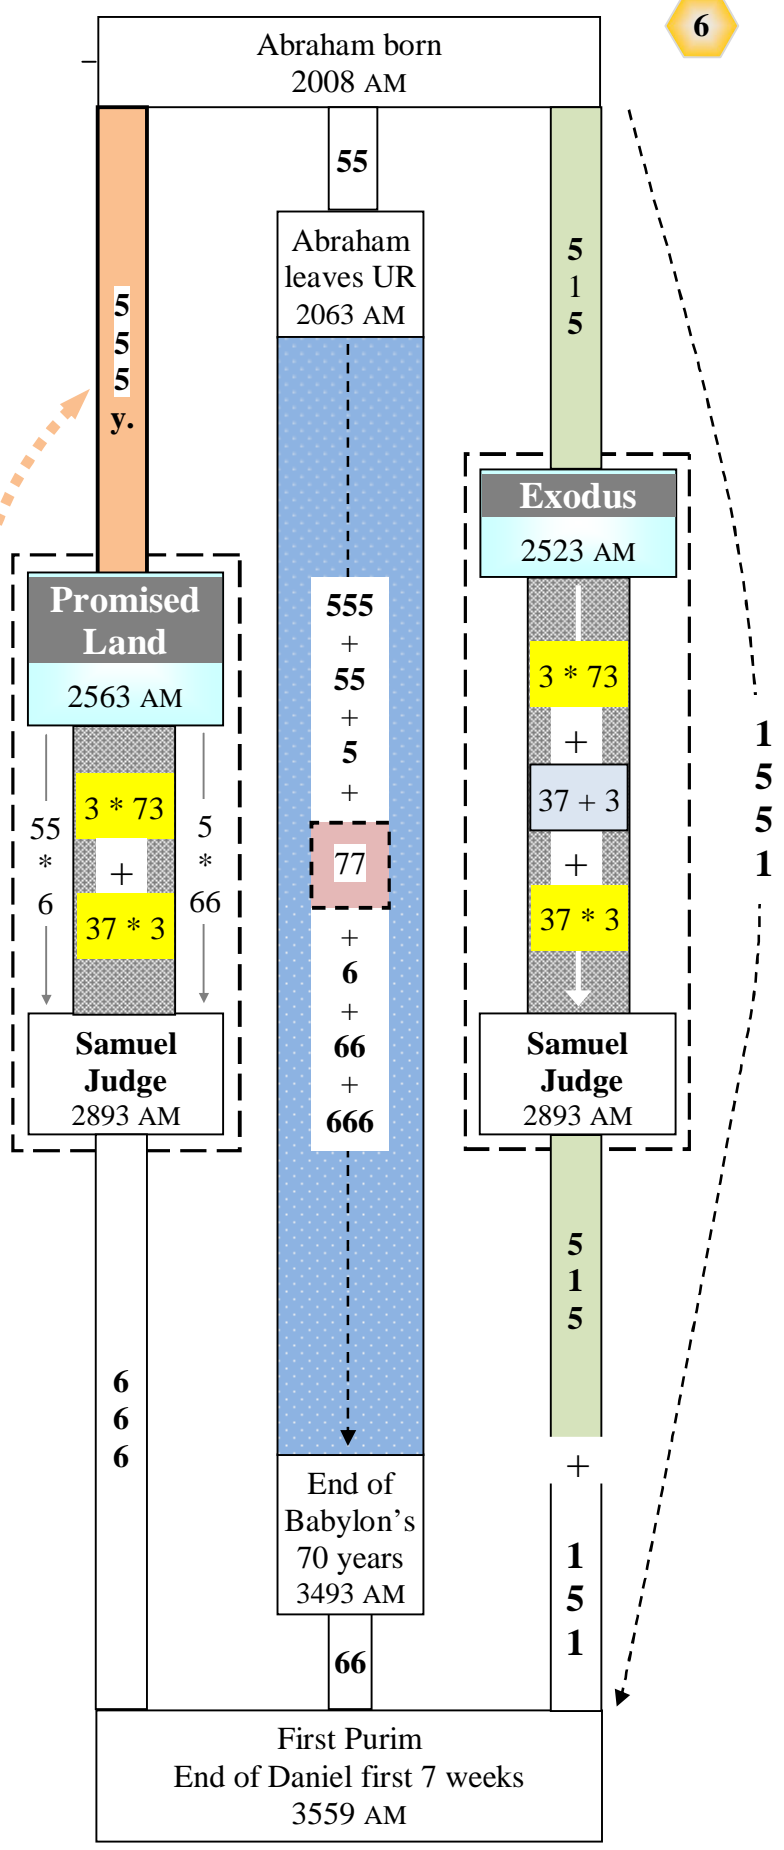 6
Abraham born
2008 AM
5
5
5
y.
55
Abraham
leaves UR
2063 AM
5
1
5
Exodus
2523 AM
Promised
Land
2563 AM
55
*
6
3 * 73
+
37 * 3
5
*
66
Samuel
Judge
2893 AM
555
+
55
+
5
+
77
+
6
+
66
+
666
3 * 73
+
37 + 3
+
37 * 3
Samuel
Judge
2893 AM
1
5
5
1
6
6
6
End of
Babylon’s
70 years
3493 AM
66
5
1
5
+
1
5
1
First Purim
End of Daniel first 7 weeks
3559 AM